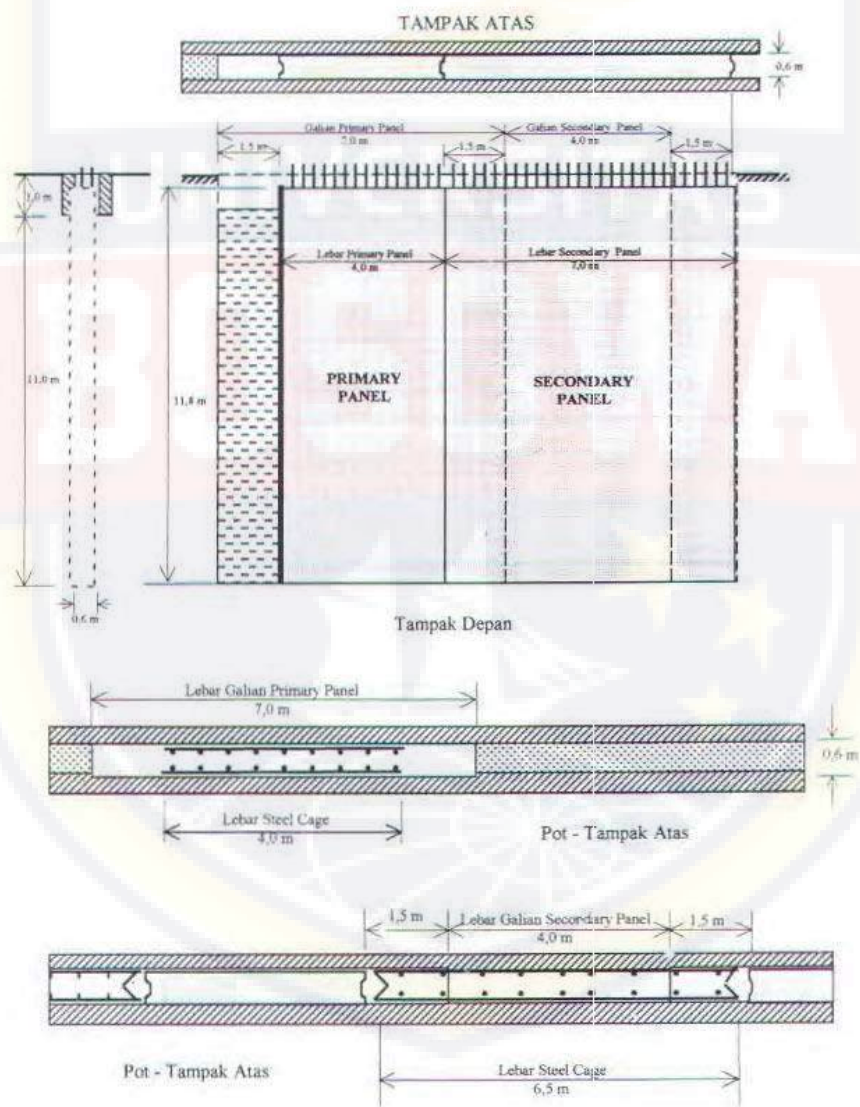 TAMPAK ATAS
0,6 m
Galian Primary Panel
7,0 m
Galian Secondary Panel
4,0 m
1,5 m
1,5 m
1,5 m
1,0 m
UNIVERSITAS
Lebar Primary Panel
4,0 m
Lebar Secondary Panel
7,0 m
BOSOWA
11,0 m
11,8 m
PRIMARY
PANEL
SECONDARY
PANEL
0,6 m
Tampak Depan
Lebar Galian Primary Panel
7,0 m
0,6 m
Lebar Steel Cage
4,0 m
Pot - Tampak Atas
1,5 m
Lebar Galian Secondary Panel
4,0 m
1,5 m
Pot - Tampak Atas
Lebar Steel Cage
6,5 m